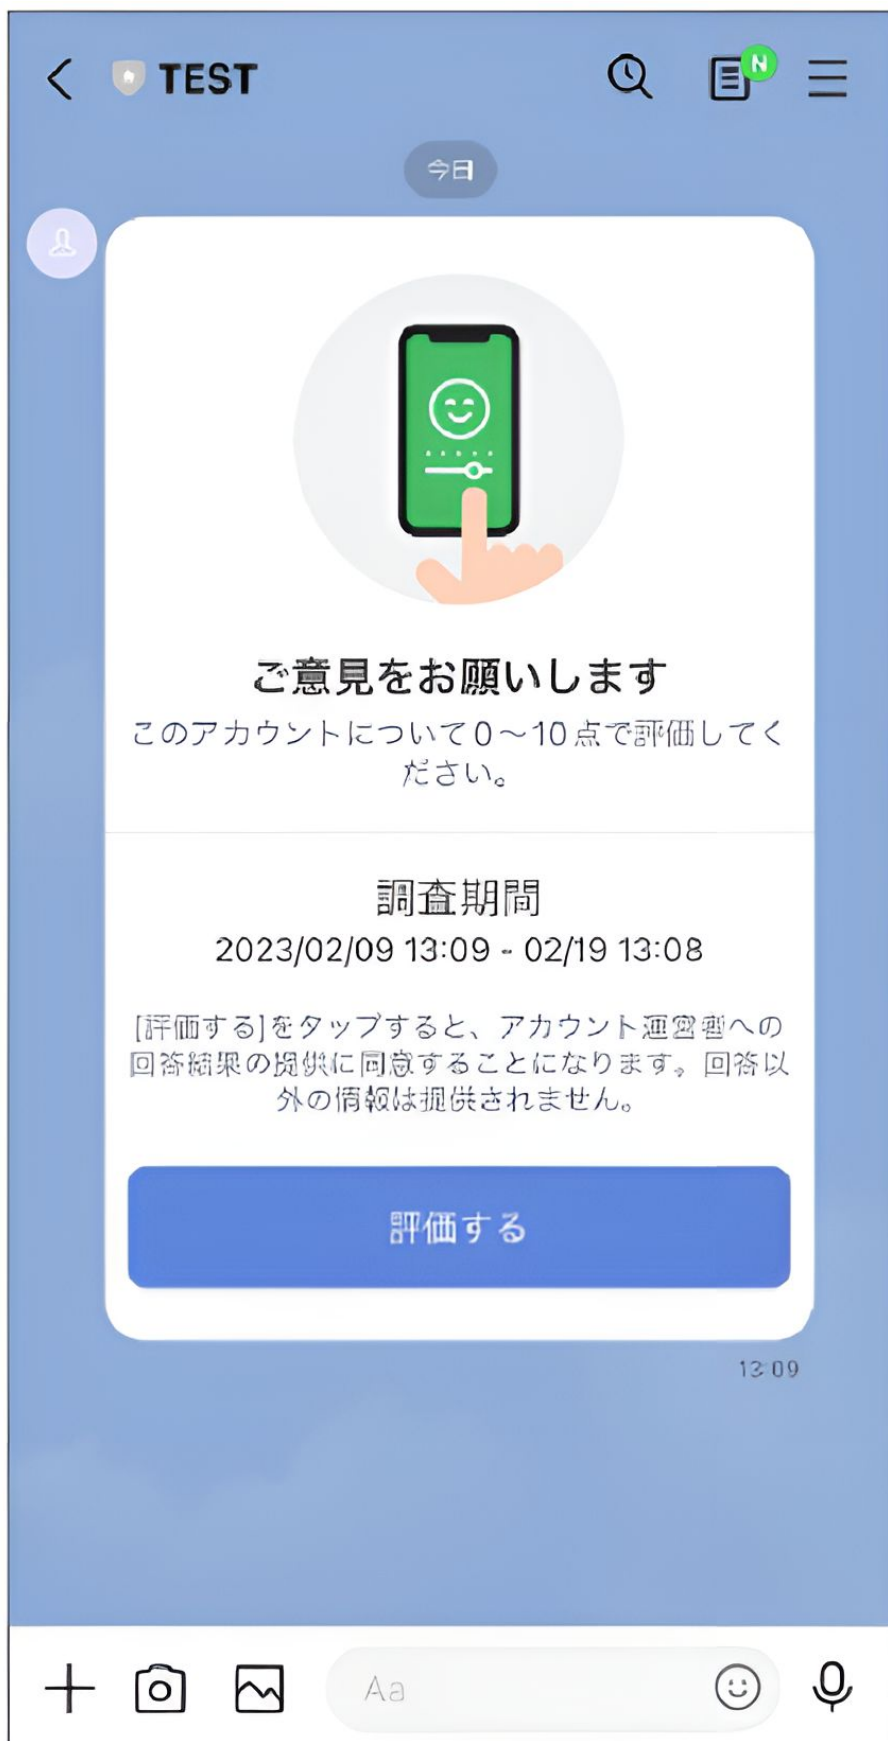 TEST
N
今日
ご意見をお願いします
このアカウントについて0〜10点で評価してく
ださい。
調査期間
2023/02/09 13:09 - 02/19 13:08
[評価する]をタップすると、アカウント運営者への
回答結果の提供に同意することになります。回答以
外の情報は提供されません。
評価する
13:09
Aa